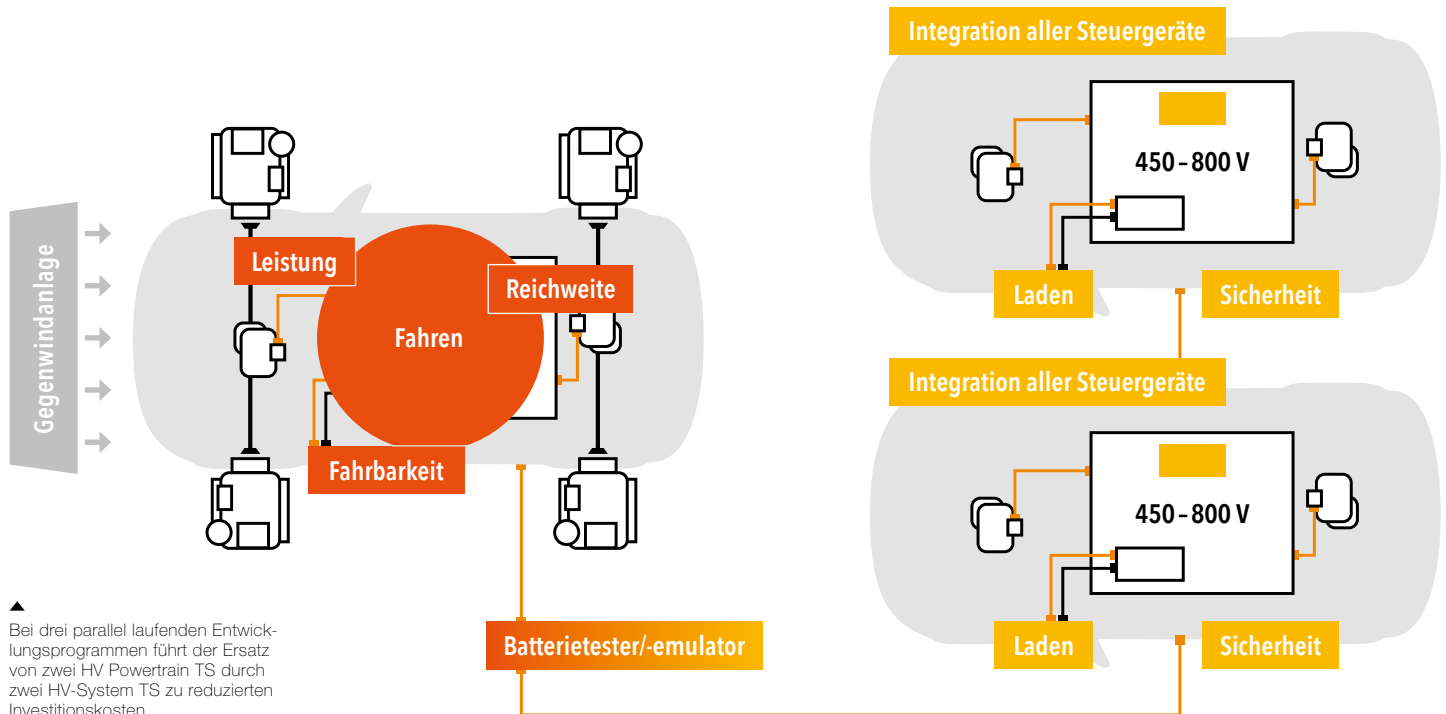 Gegenwindanlage
Leistung
Reichweite
Fahren
Fahrbarkeit
Batterietester/-emulator
Integration aller Steuergeräte
450 – 800 V
Laden
Sicherheit
Integration aller Steuergeräte
450 – 800 V
Laden
Sicherheit
Bei drei parallel laufenden Entwick-
lungsprogrammen führt der Ersatz
von zwei HV Powertrain TS durch
zwei HV-System TS zu reduzierten
Investitionskosten